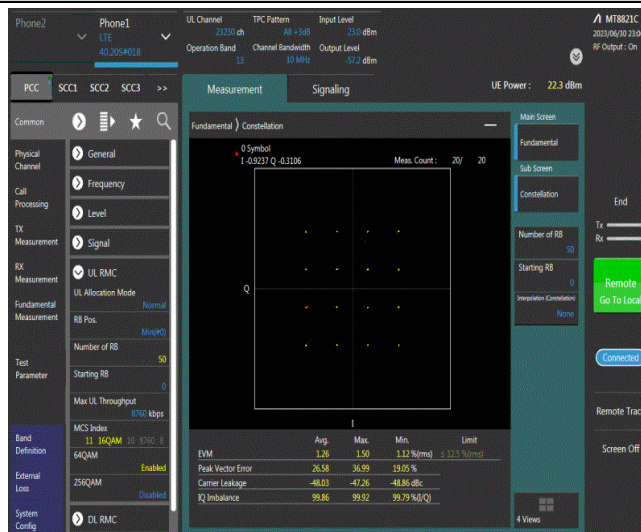 Phone2
Phone1
LTE
40.20S#018
UL Channel
23230 ch
TPC Pattern
All +3dB
Input Level
23.0 dBm
Operation Band
13
Channel Bandwidth
10 MHz
Output Level
-57.2 dBm
MT8821C
2023/06/30 23:0
RF Output : On
PCC SCC1 SCC2 SCC3 >>
Measurement
Signaling
UE Power : 22.3 dBm
Common
Physical
Channel
Call
Processing
TX
Measurement
RX
Measurement
Fundamental
Measurement
Test
Parameter
Band
Definition
External
Loss
System
Config
General
Frequency
Level
Signal
UL RMC
UL Allocation Mode
Normal
RB Pos.
Min(#0)
Number of RB
50
Starting RB
0
Max UL Throughput
8760 kbps
MCS Index
11 16QAM 10 8760 8
64QAM
Enabled
256QAM
Disabled
DL RMC
Fundamental > Constellation
0 Symbol
I -0.9237 Q -0.3106
Meas. Count : 20/ 20
Q
I
Avg. Max. Min. Limit
EVM 1.26 1.50 1.12 %(rms) ≤ 12.5 %(rms)
Peak Vector Error 26.58 36.99 19.05 %
Carrier Leakage -48.03 -47.26 -48.86 dBc
IQ Imbalance 99.86 99.92 99.79 %(I/Q)
Main Screen
Fundamental
Sub Screen
Constellation
Number of RB
50
Starting RB
0
Interpolation (Constellation)
None
4 Views
End
Tx
Rx
Remote
Go To Local
Connected
Remote Trac
Screen Off